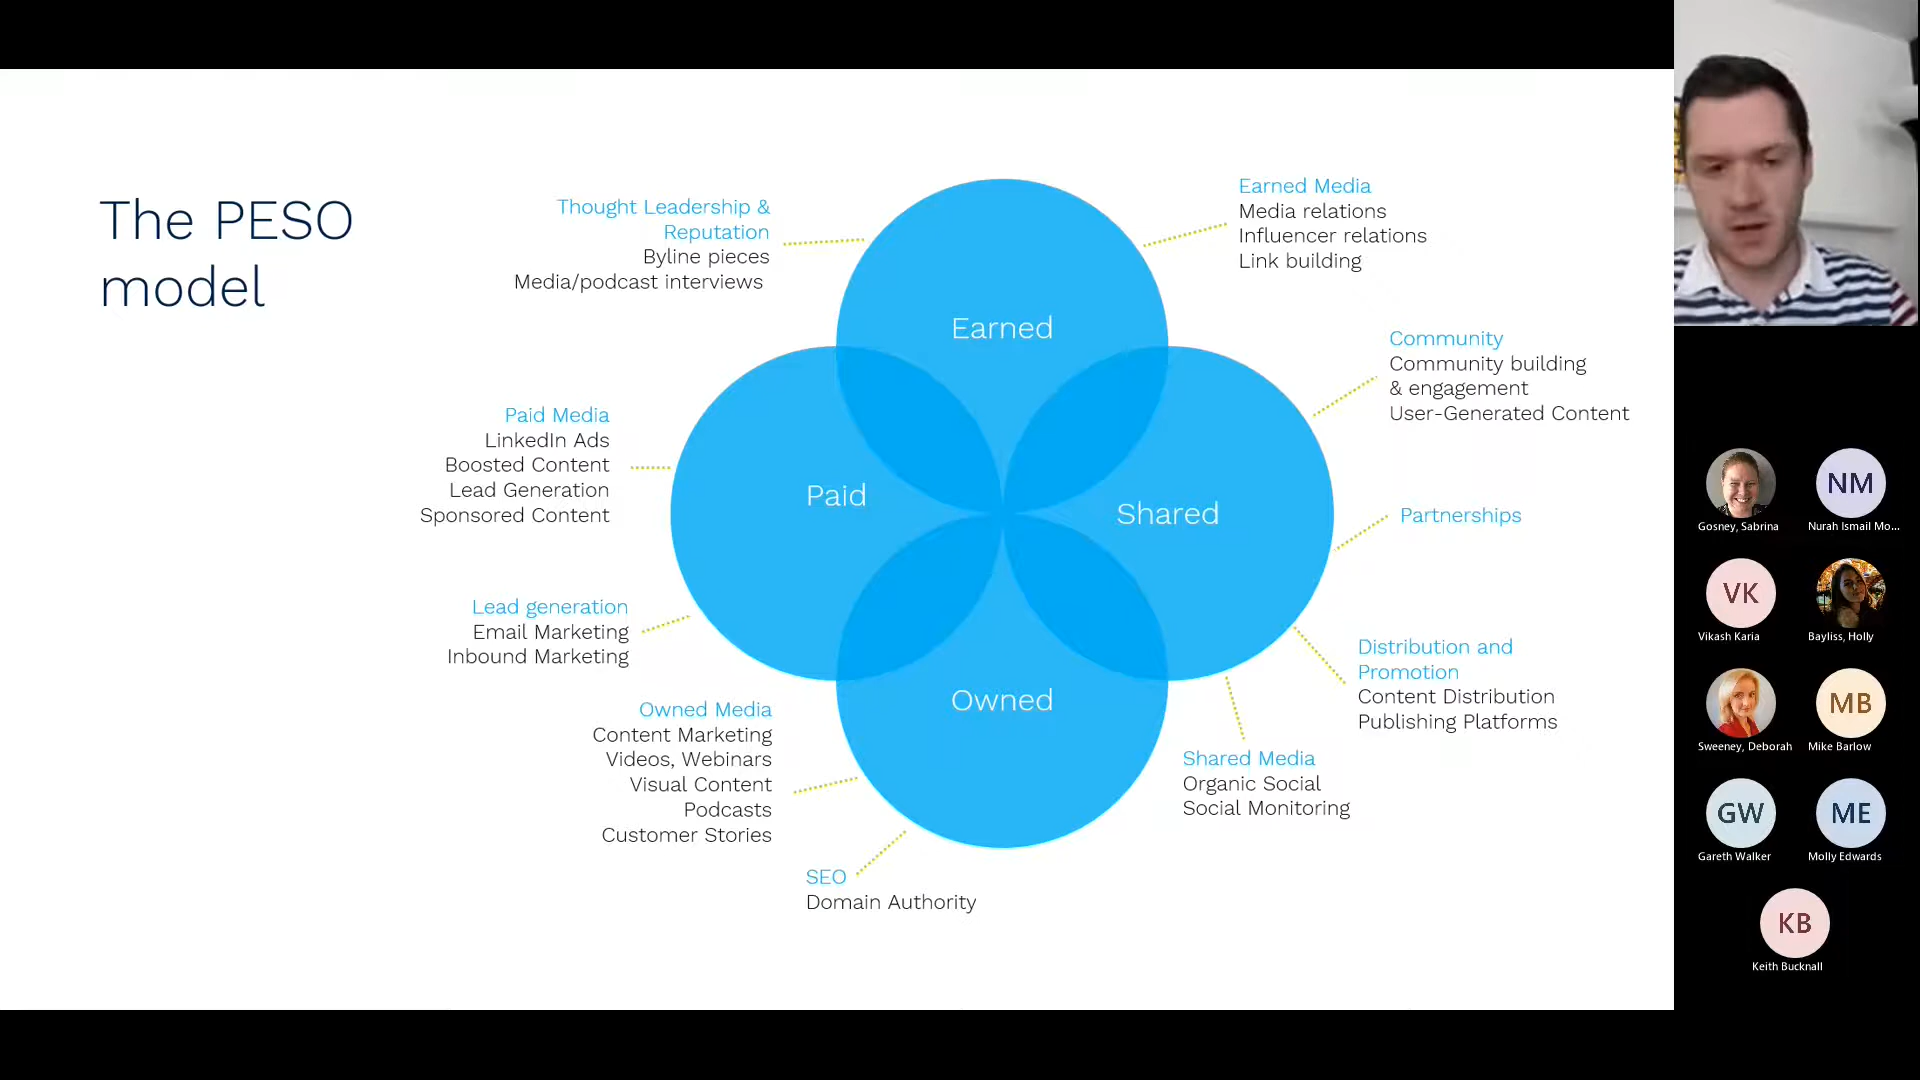 The PESO
model
Thought Leadership &
Reputation
Byline pieces
Media/podcast interviews
Earned Media
Media relations
Influencer relations
Link building
Earned
Community
Community building
& engagement
User-Generated Content
Paid Media
LinkedIn Ads
Boosted Content
Lead Generation
Sponsored Content
Paid
Shared
Partnerships
Lead generation
Email Marketing
Inbound Marketing
Distribution and
Promotion
Content Distribution
Publishing Platforms
Owned
Owned Media
Content Marketing
Videos, Webinars
Visual Content
Podcasts
Customer Stories
Shared Media
Organic Social
Social Monitoring
SEO
Domain Authority
Gosney, Sabrina
NM
Nurah Ismail Mo...
VK
Vikash Karia
Bayliss, Holly
Sweeney, Deborah
MB
Mike Barlow
GW
Gareth Walker
ME
Molly Edwards
KB
Keith Bucknall